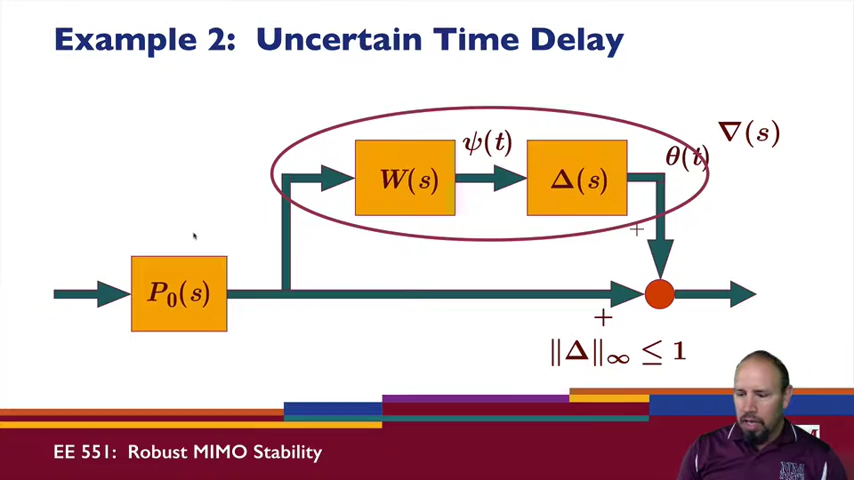 Example 2: Uncertain Time Delay
ψ(t)
∇(s)
θ(t)
W(s)
Δ(s)
+
P₀(s)
+
‖Δ‖∞ ≤ 1
EE 551: Robust MIMO Stability